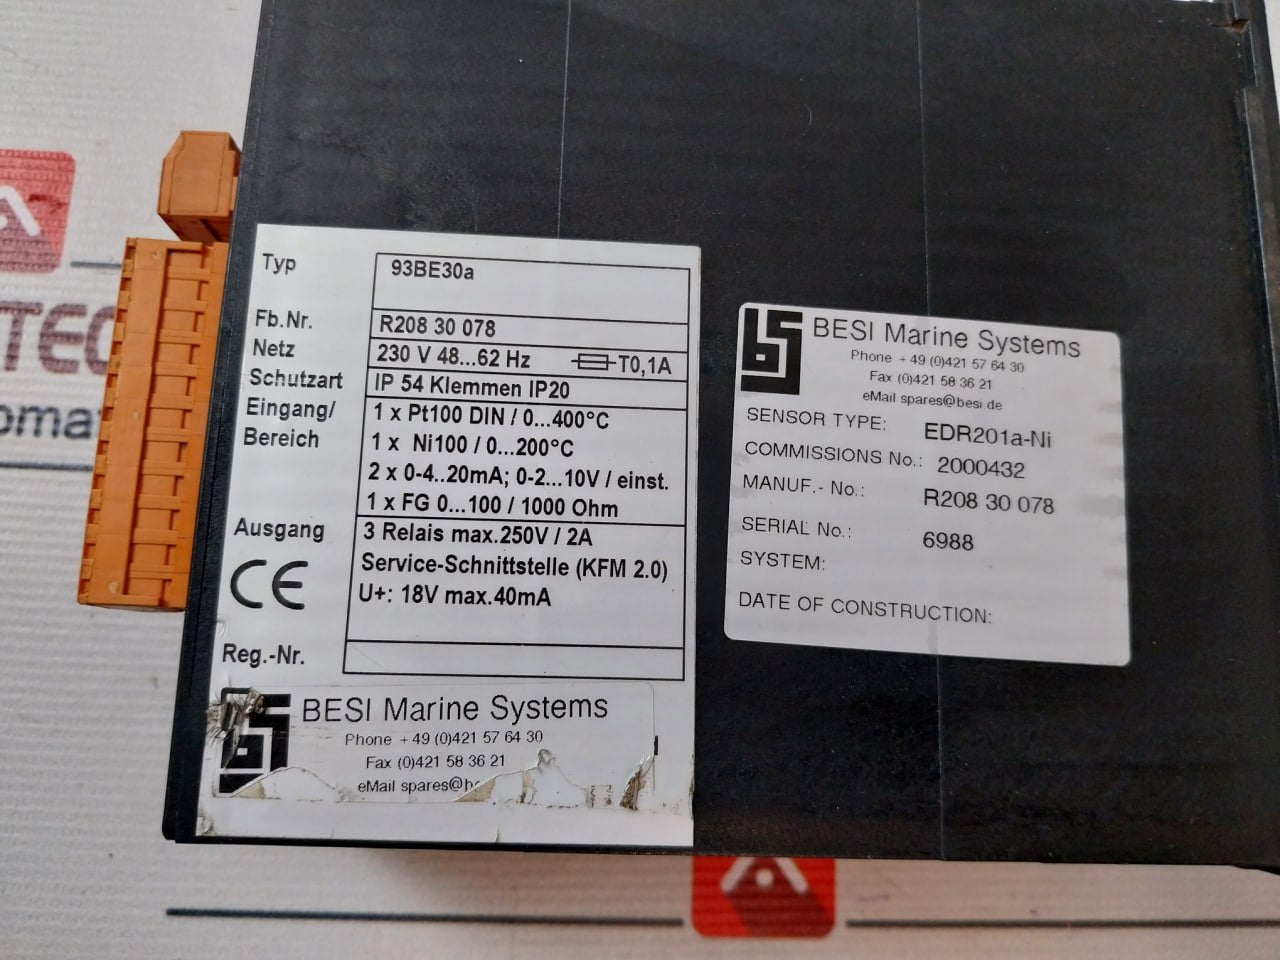 Typ 93BE30a
Fb.Nr. R208 30 078
Netz 230 V 48...62 Hz T0,1A
Schutzart IP 54 Klemmen IP20
Eingang/ 1 x Pt100 DIN / 0...400°C
Bereich 1 x Ni100 / 0...200°C
2 x 0-4..20mA; 0-2...10V / einst.
1 x FG 0...100 / 1000 Ohm
Ausgang 3 Relais max.250V / 2A
CE Service-Schnittstelle (KFM 2.0)
U+: 18V max.40mA
Reg.-Nr.
bs BESI Marine Systems
Phone + 49 (0)421 57 64 30
Fax (0)421 58 36 21
eMail spares@be
bs BESI Marine Systems
Phone + 49 (0)421 57 64 30
Fax (0)421 58 36 21
eMail spares@besi.de
SENSOR TYPE: EDR201a-Ni
COMMISSIONS No.: 2000432
MANUF.- No.: R208 30 078
SERIAL No.: 6988
SYSTEM:
DATE OF CONSTRUCTION: